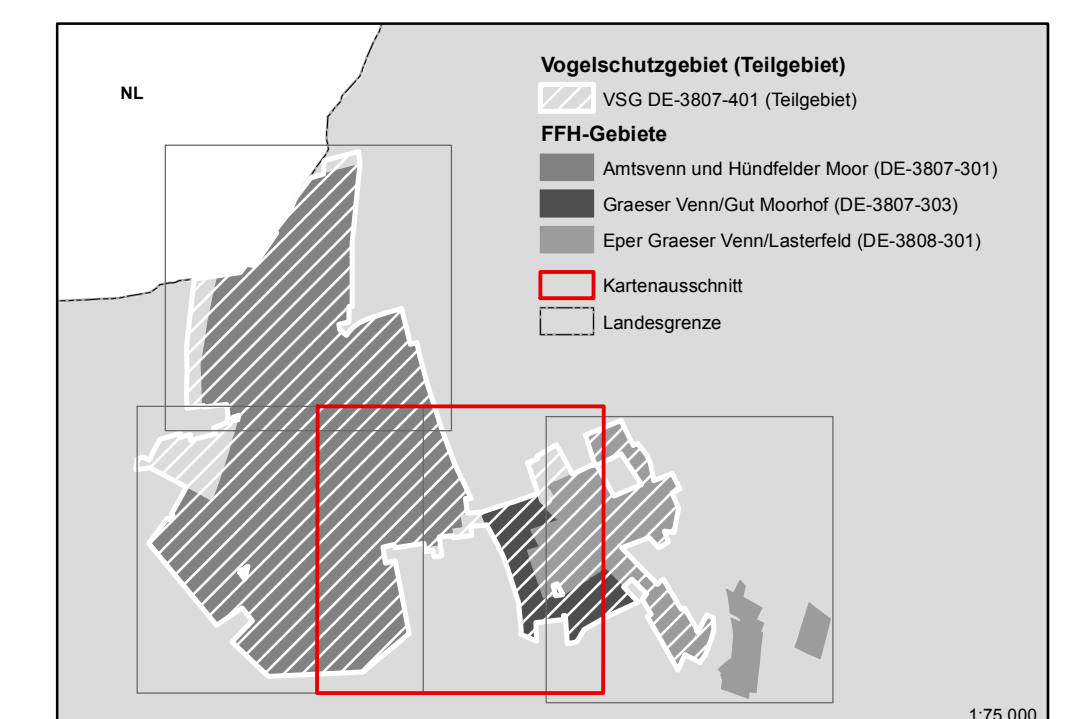 NL
Vogelschutzgebiet (Teilgebiet)
VSG DE-3807-401 (Teilgebiet)
FFH-Gebiete
Amtsvenn und Hündfelder Moor (DE-3807-301)
Graeser Venn/Gut Moorhof (DE-3807-303)
Eper Graeser Venn/Lasterfeld (DE-3808-301)
Kartenausschnitt
Landesgrenze
1:75.000